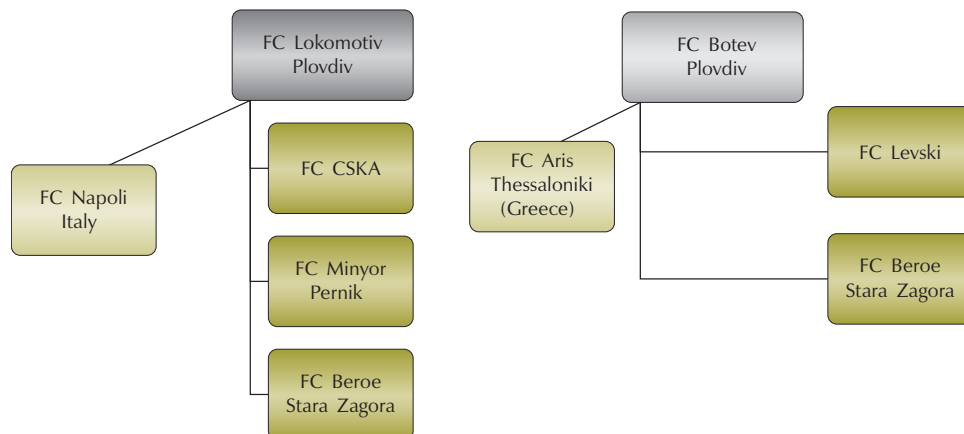 FC Lokomotiv
Plovdiv
FC Napoli
Italy
FC CSKA
FC Minyor
Pernik
FC Beroe
Stara Zagora
FC Botev
Plovdiv
FC Aris
Thessaloniki
(Greece)
FC Levski
FC Beroe
Stara Zagora